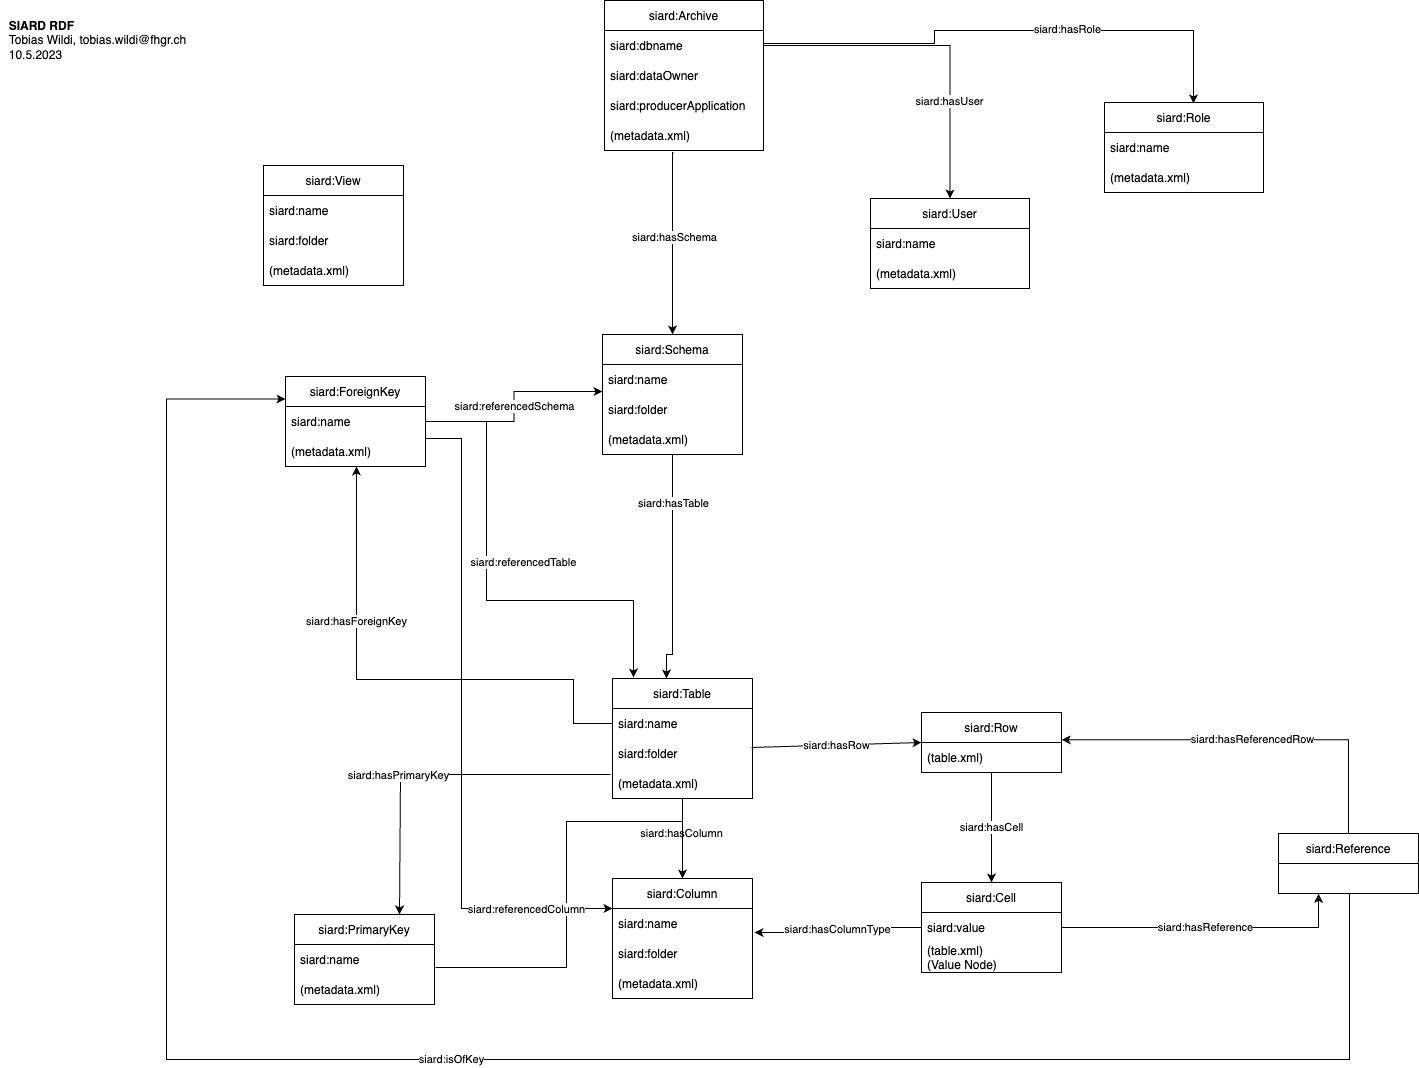 SIARD RDF
Tobias Wildi, tobias.wildi@fhgr.ch
10.5.2023
siard:Archive
siard:dbname
siard:dataOwner
siard:producerApplication
(metadata.xml)
siard:hasRole
siard:hasUser
siard:Role
siard:name
(metadata.xml)
siard:View
siard:name
siard:folder
(metadata.xml)
siard:User
siard:name
(metadata.xml)
siard:hasSchema
siard:Schema
siard:name
siard:folder
(metadata.xml)
siard:ForeignKey
siard:name
(metadata.xml)
siard:referencedSchema
siard:hasTable
siard:referencedTable
siard:hasForeignKey
siard:Table
siard:name
siard:folder
(metadata.xml)
siard:hasRow
siard:Row
(table.xml)
siard:hasReferencedRow
siard:hasPrimaryKey
siard:hasColumn
siard:hasCell
siard:Reference
siard:Column
siard:name
siard:folder
(metadata.xml)
siard:referencedColumn
siard:PrimaryKey
siard:name
(metadata.xml)
siard:hasColumnType
siard:Cell
siard:value
(table.xml)
(Value Node)
siard:hasReference
siard:isOfKey